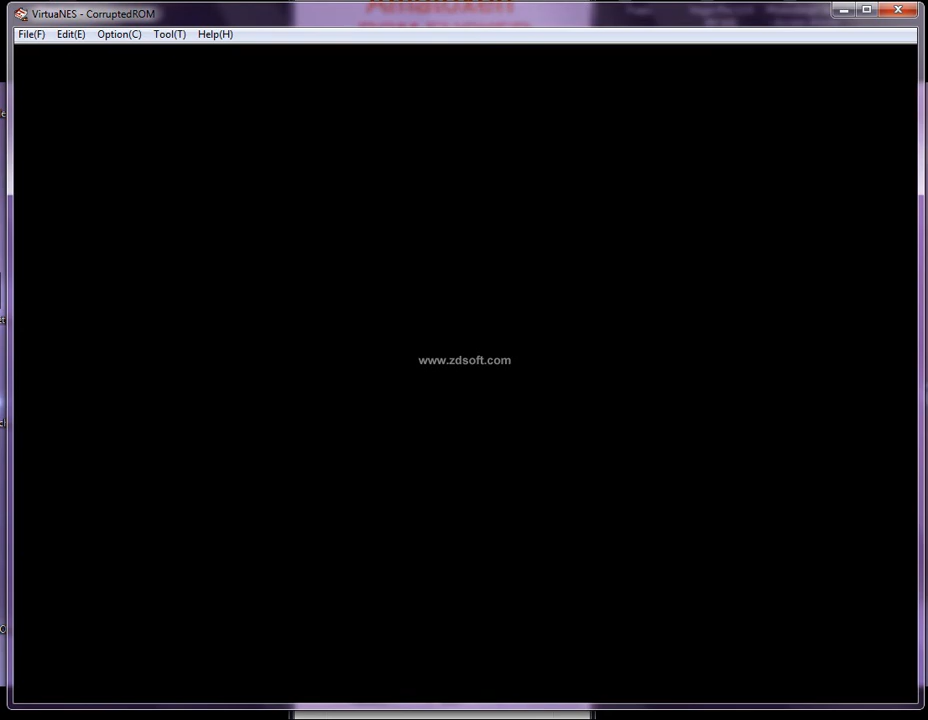 VirtuaNES - CorruptedROM
File(F) Edit(E) Option(C) Tool(T) Help(H)
www.zdsoft.com